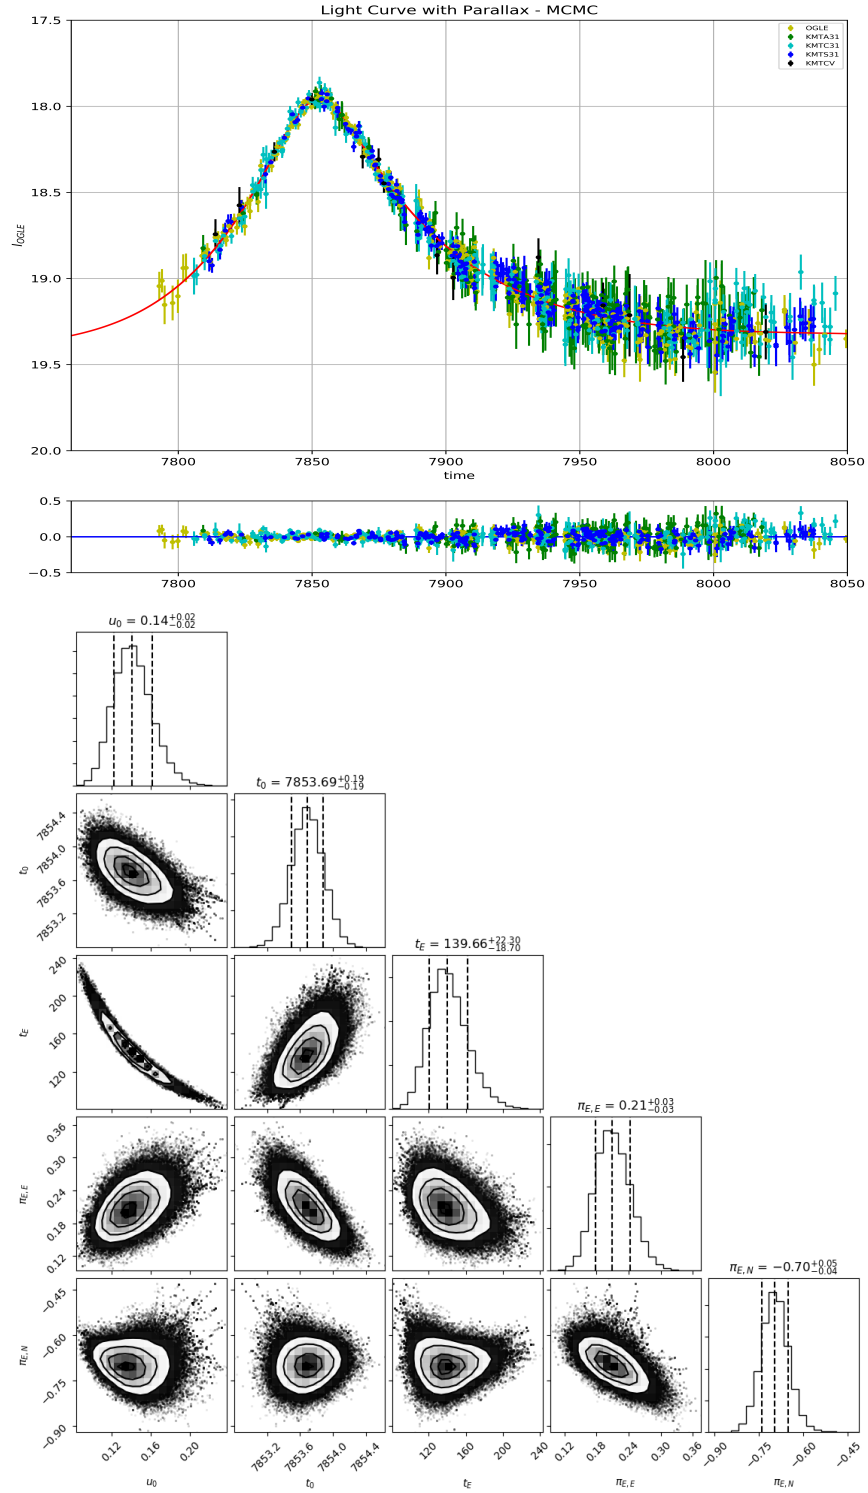 Light Curve with Parallax - MCMC
17.5
18.0
18.5
19.0
19.5
20.0
I_OGLE
OGLE
KMTA31
KMTC31
KMTS31
KMTCV
7800 7850 7900 7950 8000 8050
time
0.5
0.0
−0.5
7800 7850 7900 7950 8000 8050
u_0 = 0.14^{+0.02}_{−0.02}
t_0 = 7853.69^{+0.19}_{−0.19}
7854.4
7854.0
7853.6
7853.2
t_0
t_E = 139.66^{+22.30}_{−18.70}
240
200
160
120
t_E
π_{E,E} = 0.21^{+0.03}_{−0.03}
0.36
0.30
0.24
0.18
0.12
π_{E,E}
π_{E,N} = −0.70^{+0.05}_{−0.04}
−0.45
−0.60
−0.75
−0.90
π_{E,N}
0.12 0.16 0.20 7853.2 7853.6 7854.0 7854.4 120 160 200 240 0.12 0.18 0.24 0.30 0.36 −0.90 −0.75 −0.60 −0.45
u_0 t_0 t_E π_{E,E} π_{E,N}